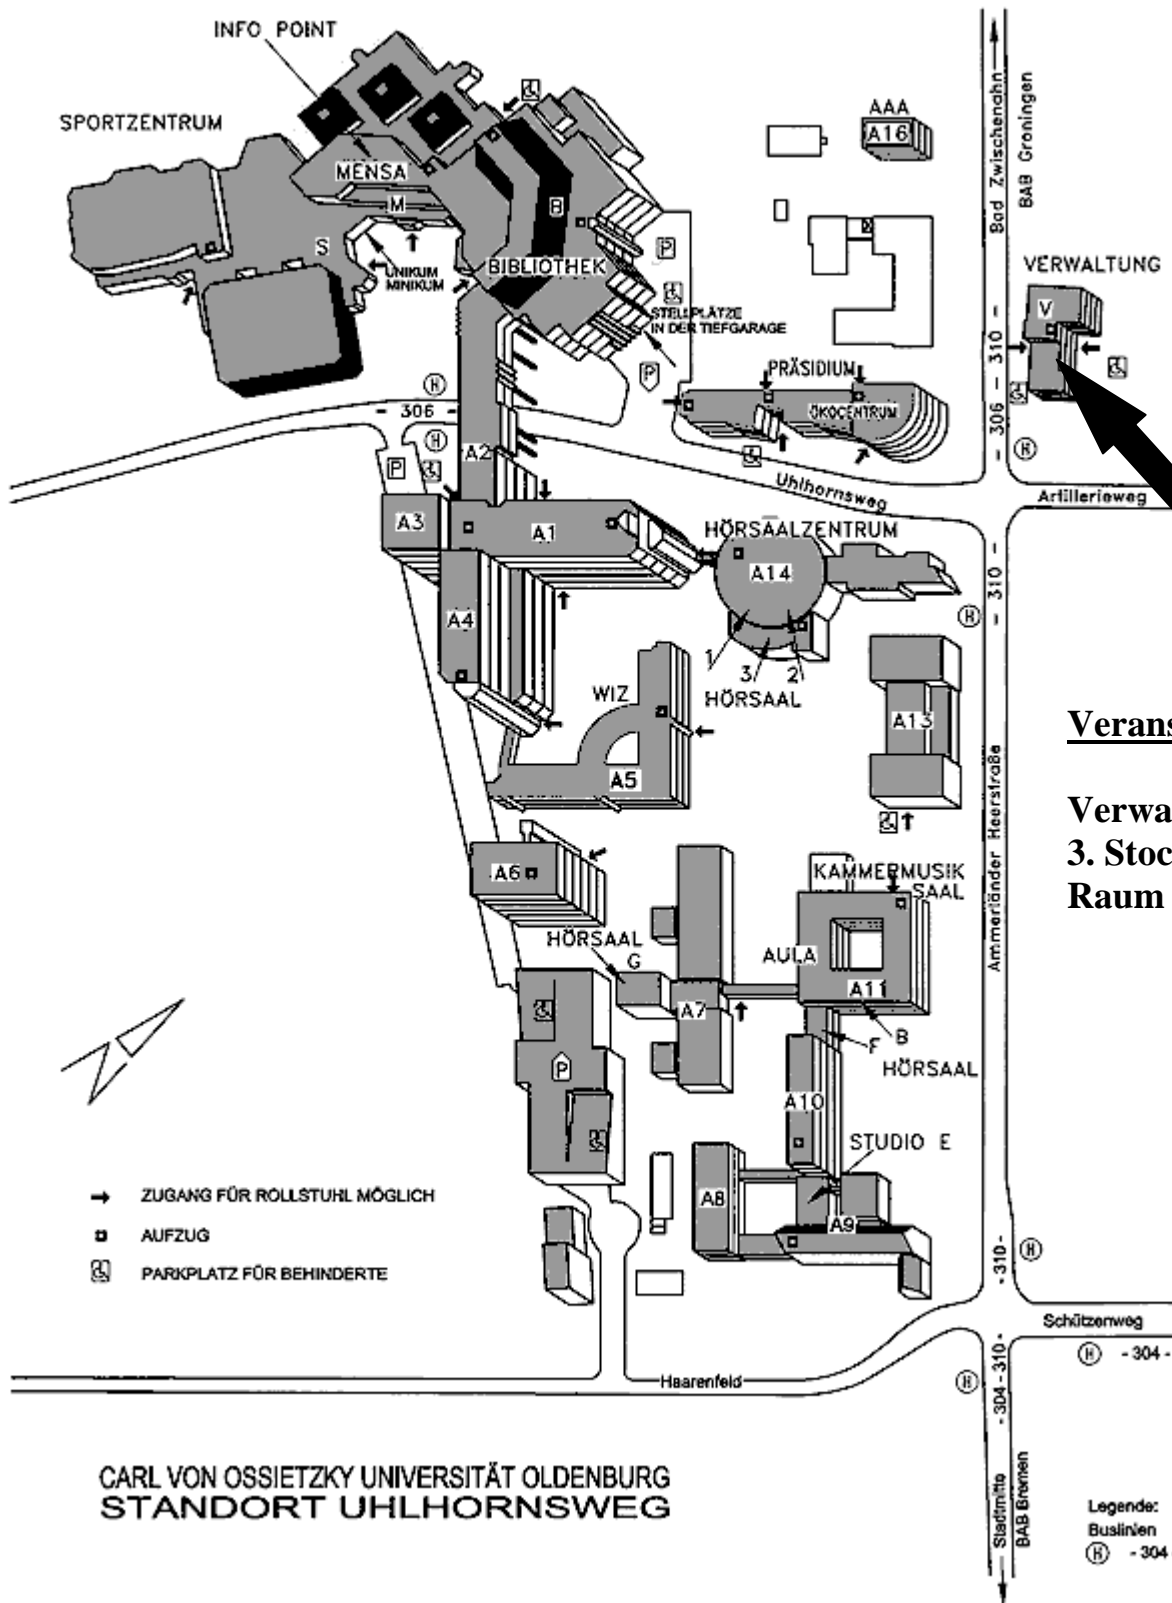 INFO POINT
SPORTZENTRUM
MENSA
M
S
UNIKUM
MINIKUM
B
BIBLIOTHEK
P
STELLPLÄTZE
IN DER TIEFGARAGE
P
AAA
A16
Bad Zwischenahn
BAB Groningen
VERWALTUNG
V
- 306 - 310 -
H
PRÄSIDIUM
ÖKOCENTRUM
H
- 306 -
H
P
A2
Uhlhornsweg
Artillerieweg
A3
A1
HÖRSAALZENTRUM
A14
- 310 -
H
A4
1
3
2
HÖRSAAL
WIZ
A13
A5
Verans
Verwa
3. Stoc
Raum
Ammerländer Heerstraße
A6
KAMMERMUSIK
SAAL
HÖRSAAL
G
AULA
A11
A7
B
F
HÖRSAAL
P
A10
STUDIO E
A8
A9
ZUGANG FÜR ROLLSTUHL MÖGLICH
AUFZUG
PARKPLATZ FÜR BEHINDERTE
- 310 -
H
Schützenweg
H - 304 -
- 304 - 310 -
H
Haarenfeld
CARL VON OSSIETZKY UNIVERSITÄT OLDENBURG
STANDORT UHLHORNSWEG
Stadtmitte
BAB Bremen
Legende:
Buslinien
H - 304